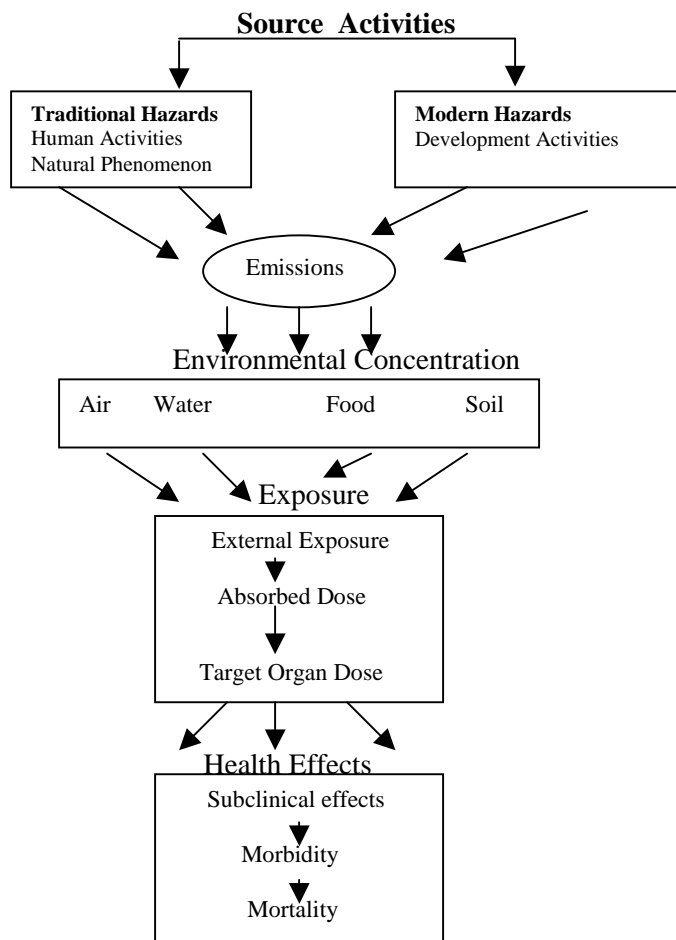 Source Activities
Traditional Hazards
Human Activities
Natural Phenomenon
Modern Hazards
Development Activities
Emissions
Environmental Concentration
Air Water Food Soil
Exposure
External Exposure
Absorbed Dose
Target Organ Dose
Health Effects
Subclinical effects
Morbidity
Mortality